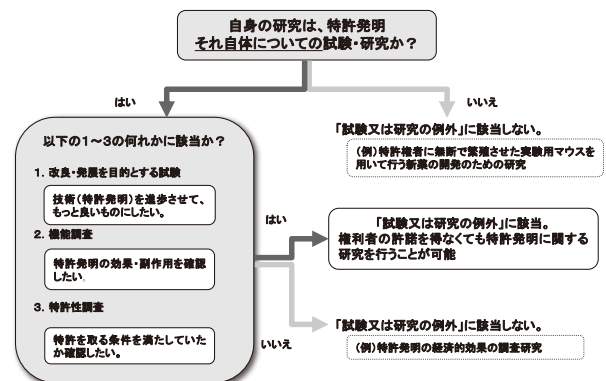 自身の研究は、特許発明
それ自体についての試験・研究か？
はい
いいえ
以下の1～3の何れかに該当か？
1. 改良・発展を目的とする試験
技術（特許発明）を進歩させて、
もっと良いものにしたい。
2. 機能調査
特許発明の効果・副作用を確認
したい。
3. 特許性調査
特許を取る条件を満たしていた
か確認したい。
「試験又は研究の例外」に該当しない。
（例）特許権者に無断で繁殖させた実験用マウスを
用いて行う新薬の開発のための研究
はい
「試験又は研究の例外」に該当。
権利者の許諾を得なくても特許発明に関する
研究を行うことが可能
いいえ
「試験又は研究の例外」に該当しない。
（例）特許発明の経済的効果の調査研究